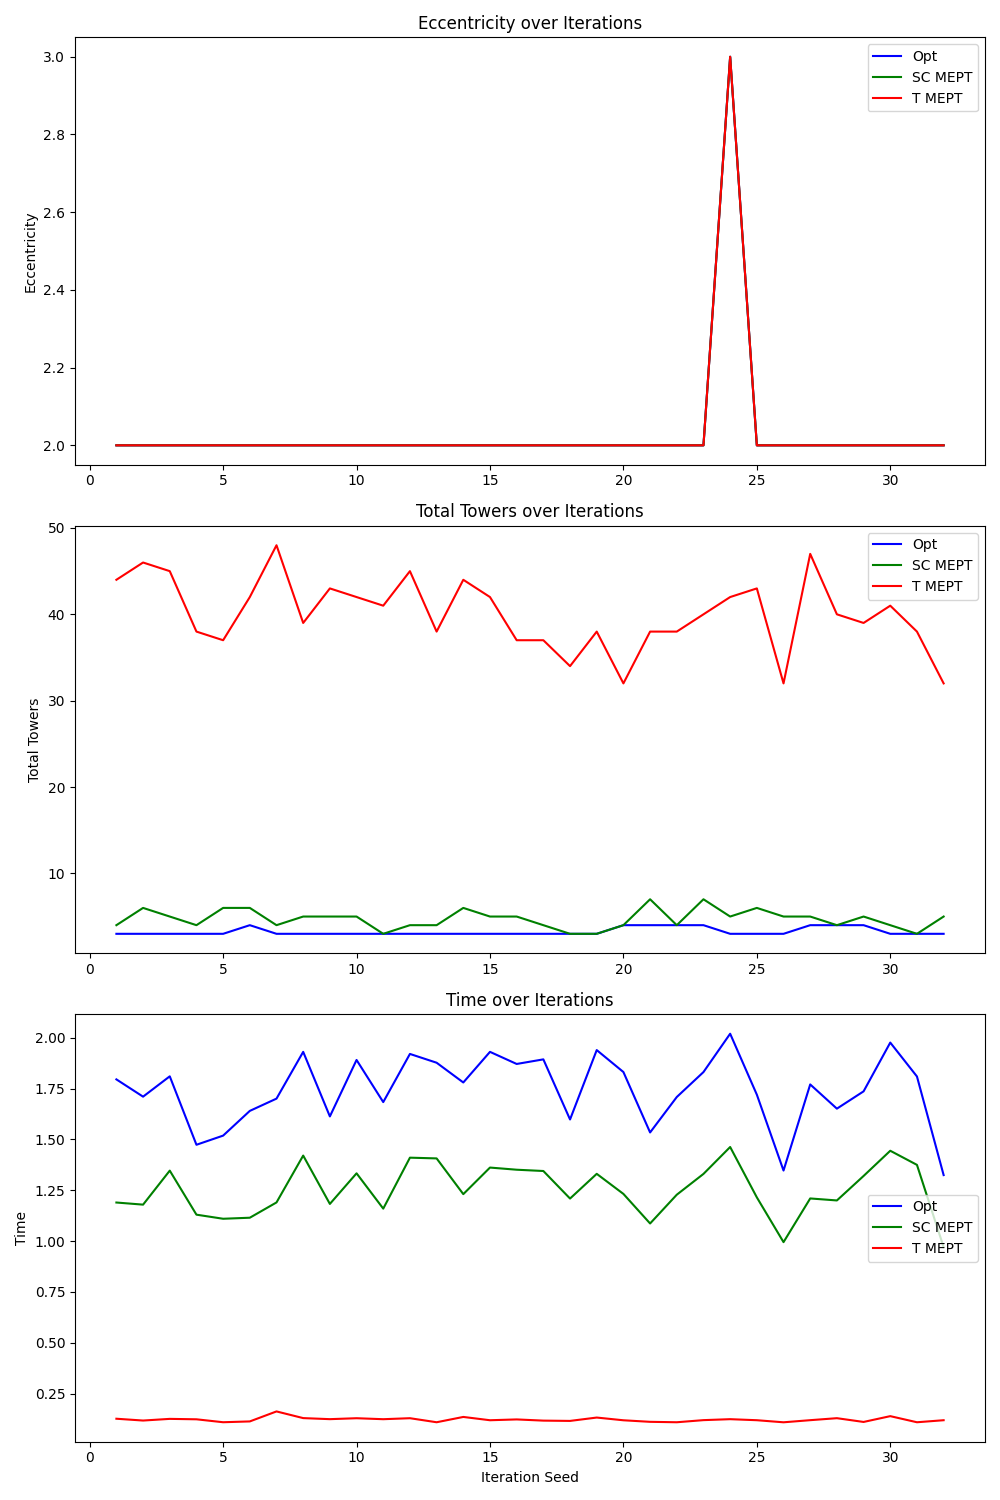 Eccentricity over Iterations
Eccentricity
3.0
2.8
2.6
2.4
2.2
2.0
Opt
SC MEPT
T MEPT
0 5 10 15 20 25 30
Total Towers over Iterations
Total Towers
50
40
30
20
10
Opt
SC MEPT
T MEPT
0 5 10 15 20 25 30
Time over Iterations
Time
2.00
1.75
1.50
1.25
1.00
0.75
0.50
0.25
Opt
SC MEPT
T MEPT
0 5 10 15 20 25 30
Iteration Seed